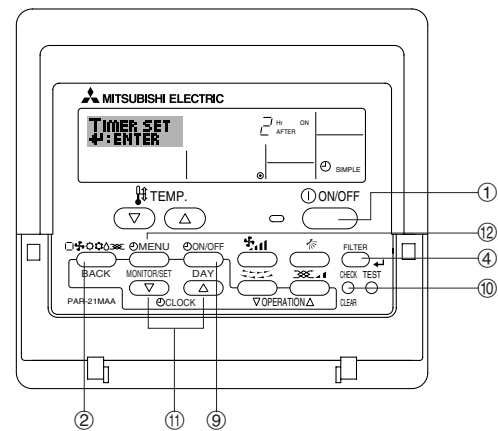 MITSUBISHI ELECTRIC
TIMER SET
↵:ENTER
2 Hr ON
AFTER
SIMPLE
TEMP.
ON/OFF
①
⑫
MENU
ON/OFF
FILTER
④
BACK
MONITOR/SET
DAY
CHECK TEST
⑩
PAR-21MAA
CLOCK
▽OPERATION△
CLEAR
②
⑪
⑨